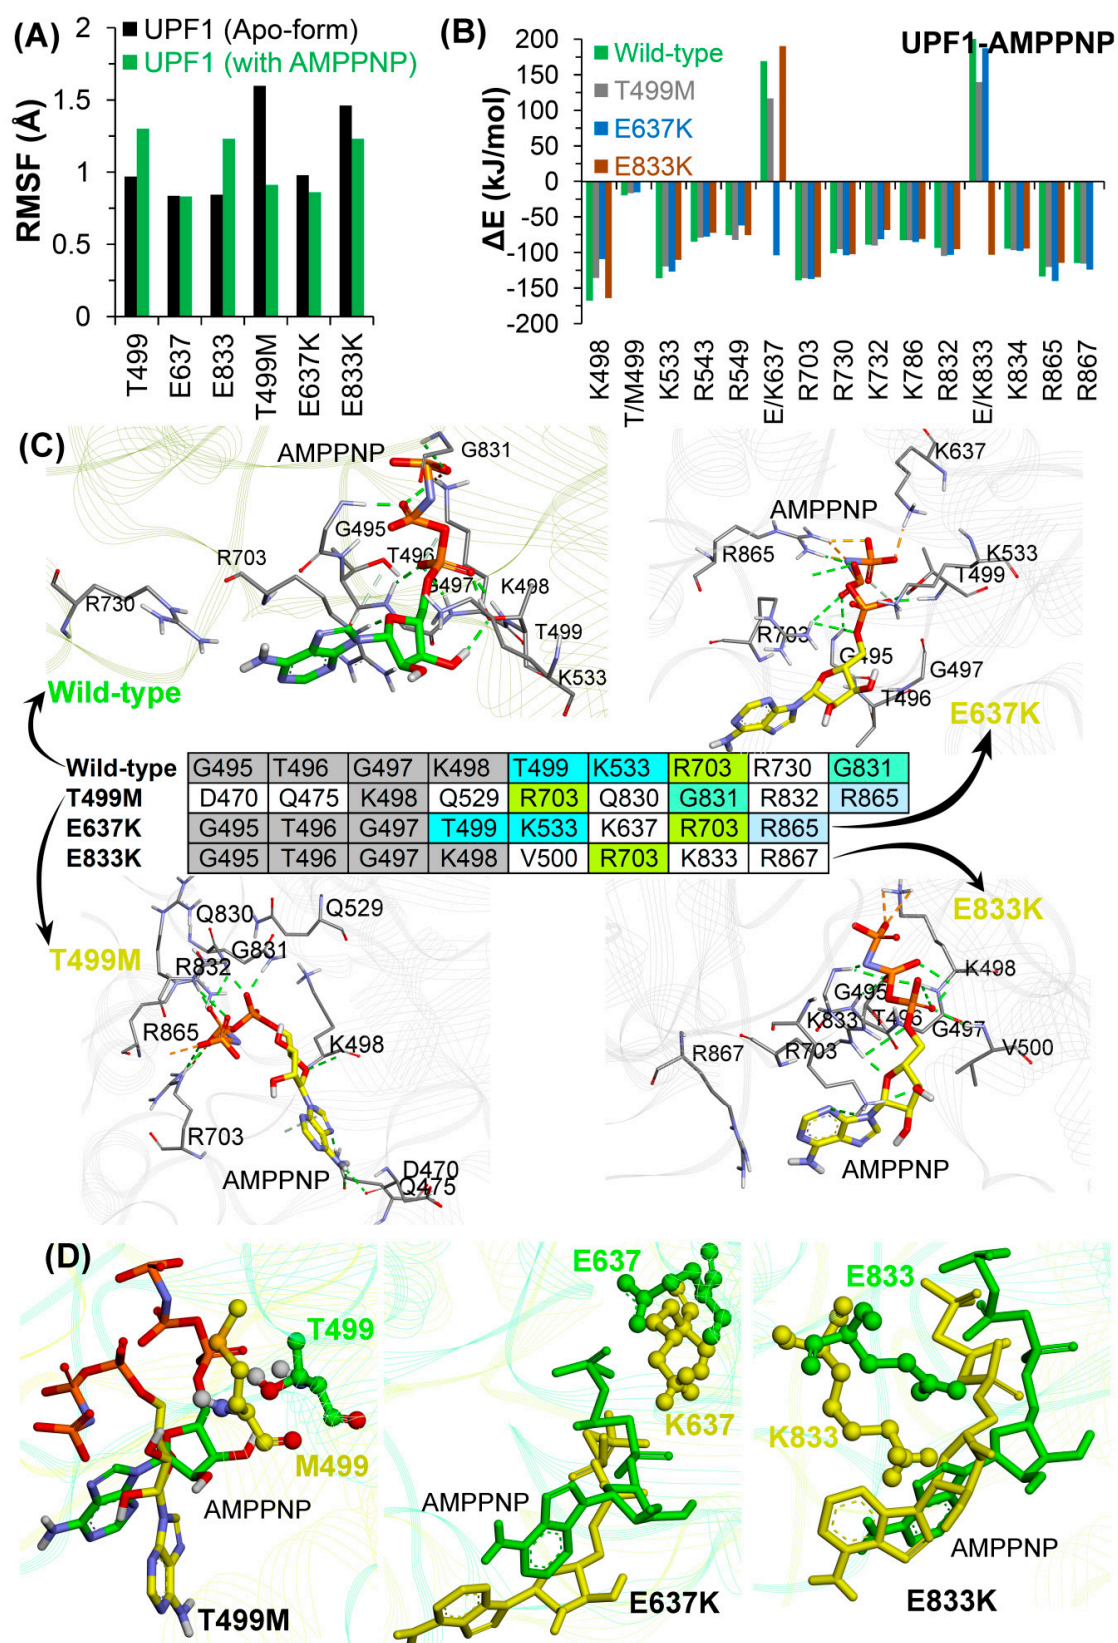 (A)
UPF1 (Apo-form)
UPF1 (with AMPPNP)
RMSF (Å)
2
1.5
1
0.5
0
T499
E637
E833
T499M
E637K
E833K
(B)
UPF1-AMPPNP
Wild-type
T499M
E637K
E833K
ΔE (kJ/mol)
200
150
100
50
0
-50
-100
-150
-200
K498
T/M499
K533
R543
R549
E/K637
R703
R730
K732
K786
R832
E/K833
K834
R865
R867
(C)
AMPPNP
G831
G495
R703
T496
G497
K498
R730
T499
K533
Wild-type
K637
AMPPNP
R865
K533
T499
R703
G495
G497
T496
E637K
Wild-type G495 T496 G497 K498 T499 K533 R703 R730 G831
T499M D470 Q475 K498 Q529 R703 Q830 G831 R832 R865
E637K G495 T496 G497 T499 K533 K637 R703 R865
E833K G495 T496 G497 K498 V500 R703 K833 R867
T499M
Q830
Q529
G831
R832
R865
K498
R703
AMPPNP
D470
Q475
E833K
K498
G495
K833
T496
G497
R867
R703
V500
AMPPNP
(D)
T499
M499
AMPPNP
T499M
E637
K637
AMPPNP
E637K
E833
K833
AMPPNP
E833K